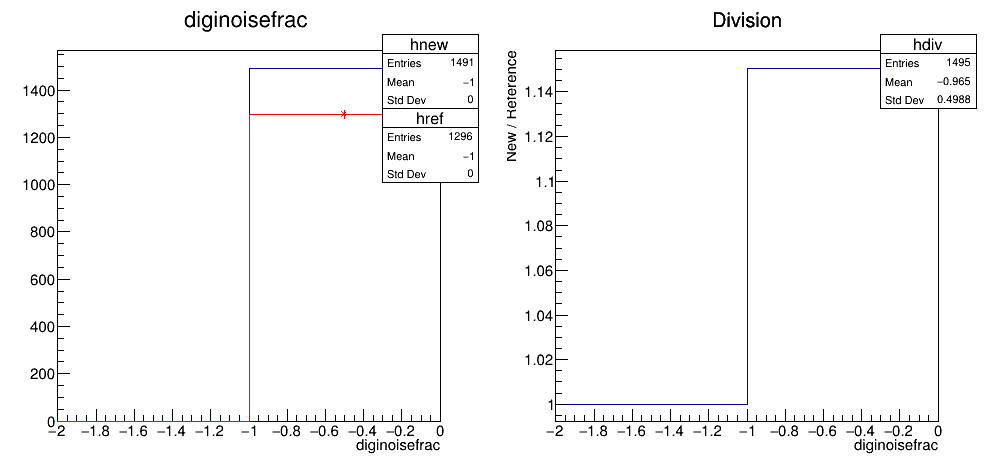 diginoisefrac
hnew
Entries 1491
Mean −1
Std Dev 0
href
Entries 1296
Mean −1
Std Dev 0
1400
1200
1000
800
600
400
200
0
−2 −1.8 −1.6 −1.4 −1.2 −1 −0.8 −0.6 −0.4 −0.2 0
diginoisefrac
Division
hdiv
Entries 1495
Mean −0.965
Std Dev 0.4988
New / Reference
1.14
1.12
1.1
1.08
1.06
1.04
1.02
1
−2 −1.8 −1.6 −1.4 −1.2 −1 −0.8 −0.6 −0.4 −0.2 0
diginoisefrac